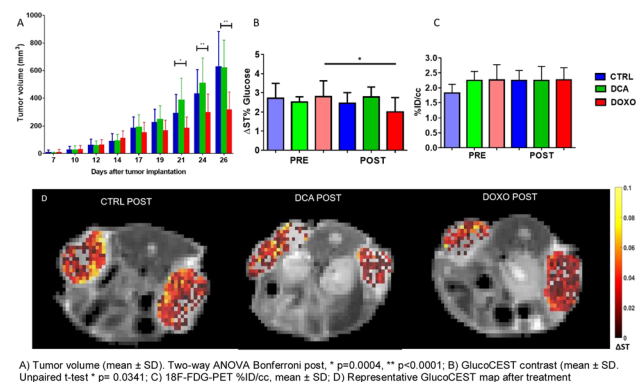 A
Tumor volume (mm³)
1000
800
600
400
200
0
*
**
**
7 10 12 14 17 19 21 24 26
Days after tumor implantation
B
ΔST% Glucose
5
4
3
2
1
0
*
PRE POST
C
%ID/cc
3.0
2.5
2.0
1.5
1.0
0.5
0.0
PRE POST
CTRL
DCA
DOXO
D
CTRL POST
DCA POST
DOXO POST
0.1
0.08
0.06
0.04
0.02
0
ΔST
A) Tumor volume (mean ± SD). Two-way ANOVA Bonferroni post, * p=0.0004, ** p<0.0001; B) GlucoCEST contrast (mean ± SD.
Unpaired t-test * p= 0.0341; C) 18F-FDG-PET %ID/cc, mean ± SD; D) Representative GlucoCEST map after treatment